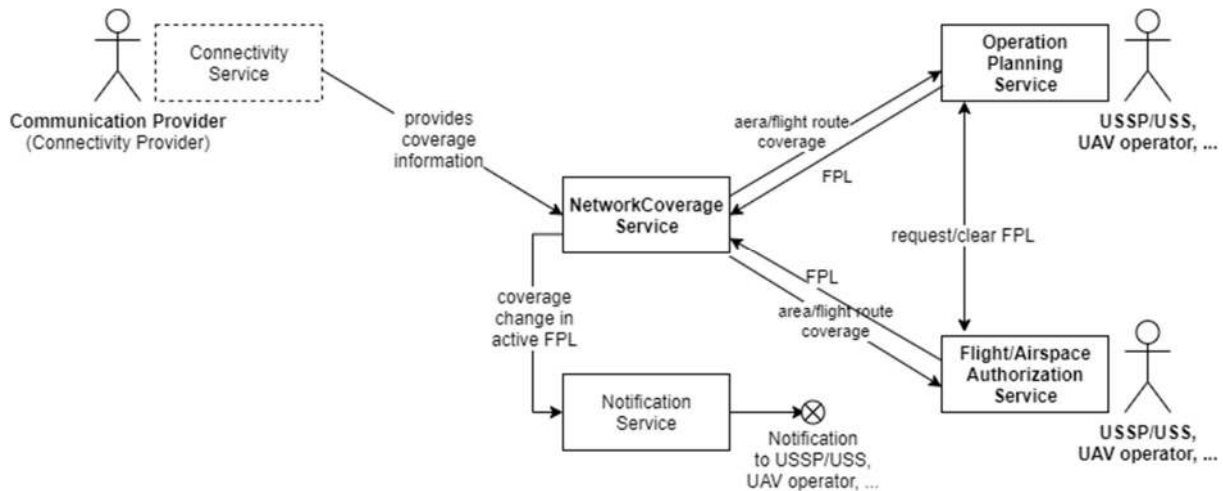 Connectivity
Service
Communication Provider
(Connectivity Provider)
provides
coverage
information
NetworkCoverage
Service
aera/flight route
coverage
FPL
Operation
Planning
Service
USSP/USS,
UAV operator, ...
request/clear FPL
FPL
area/flight route
coverage
Flight/Airspace
Authorization
Service
USSP/USS,
UAV operator, ...
coverage
change in
active FPL
Notification
Service
Notification
to USSP/USS,
UAV operator, ...